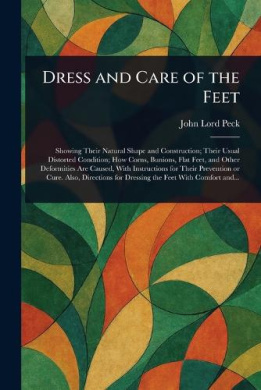 Dress and Care of the
Feet
John Lord Peck
Showing Their Natural Shape and Construction; Their Usual
Distorted Condition; How Corns, Bunions, Flat Feet, and Other
Deformities Are Caused, With Instructions for Their Prevention or
Cure. Also, Directions for Dressing the Feet With Comfort and...